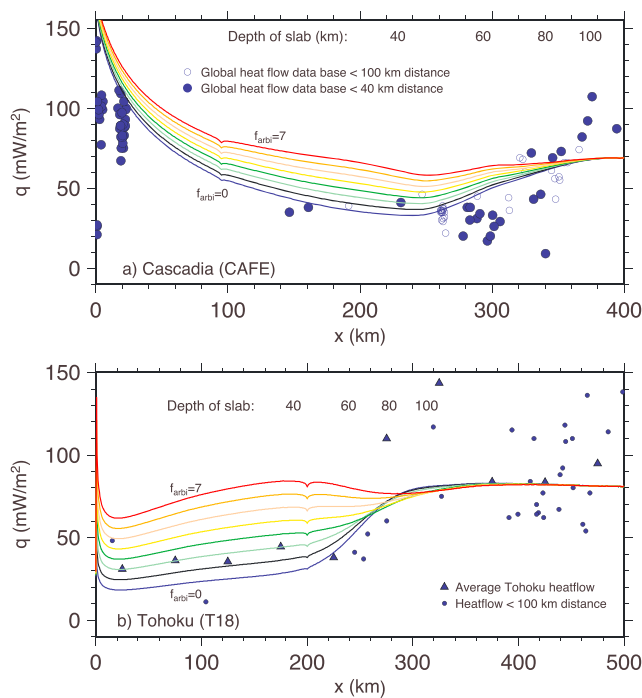 150
Depth of slab (km): 40 60 80 100
Global heat flow data base < 100 km distance
Global heat flow data base < 40 km distance
100
q (mW/m²)
f_arbi=7
50
f_arbi=0
0
a) Cascadia (CAFE)
0 100 200 300 400
x (km)
150
Depth of slab: 40 60 80 100
100
q (mW/m²)
f_arbi=7
50
Average Tohoku heatflow
f_arbi=0
Heatflow < 100 km distance
0
b) Tohoku (T18)
0 100 200 300 400 500
x (km)